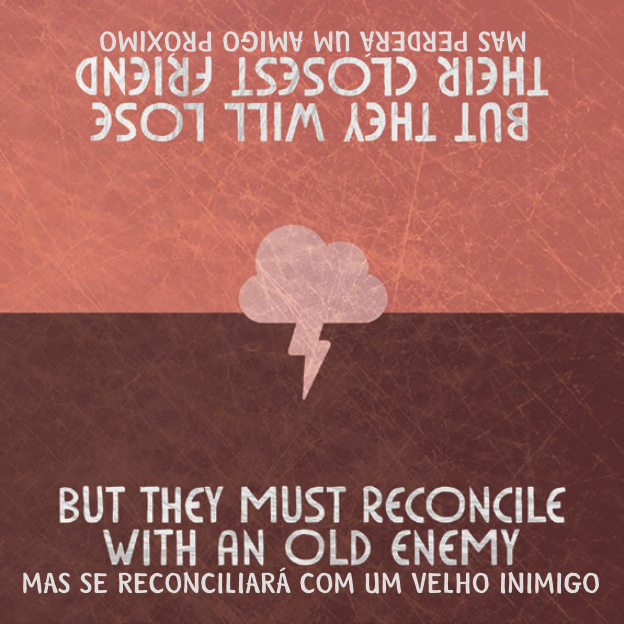 BUT THEY WILL LOSE
THEIR CLOSEST FRIEND
MAS PERDERÁ UM AMIGO PRÓXIMO
BUT THEY MUST RECONCILE
WITH AN OLD ENEMY
MAS SE RECONCILIARÁ COM UM VELHO INIMIGO